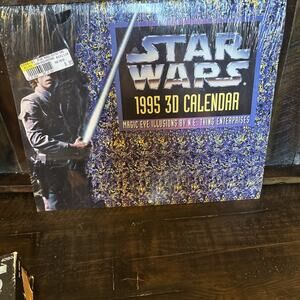 STAR
WARS
1995 3D CALENDAR
MAGIC EYE ILLUSIONS BY N.E. THING ENTERPRISES